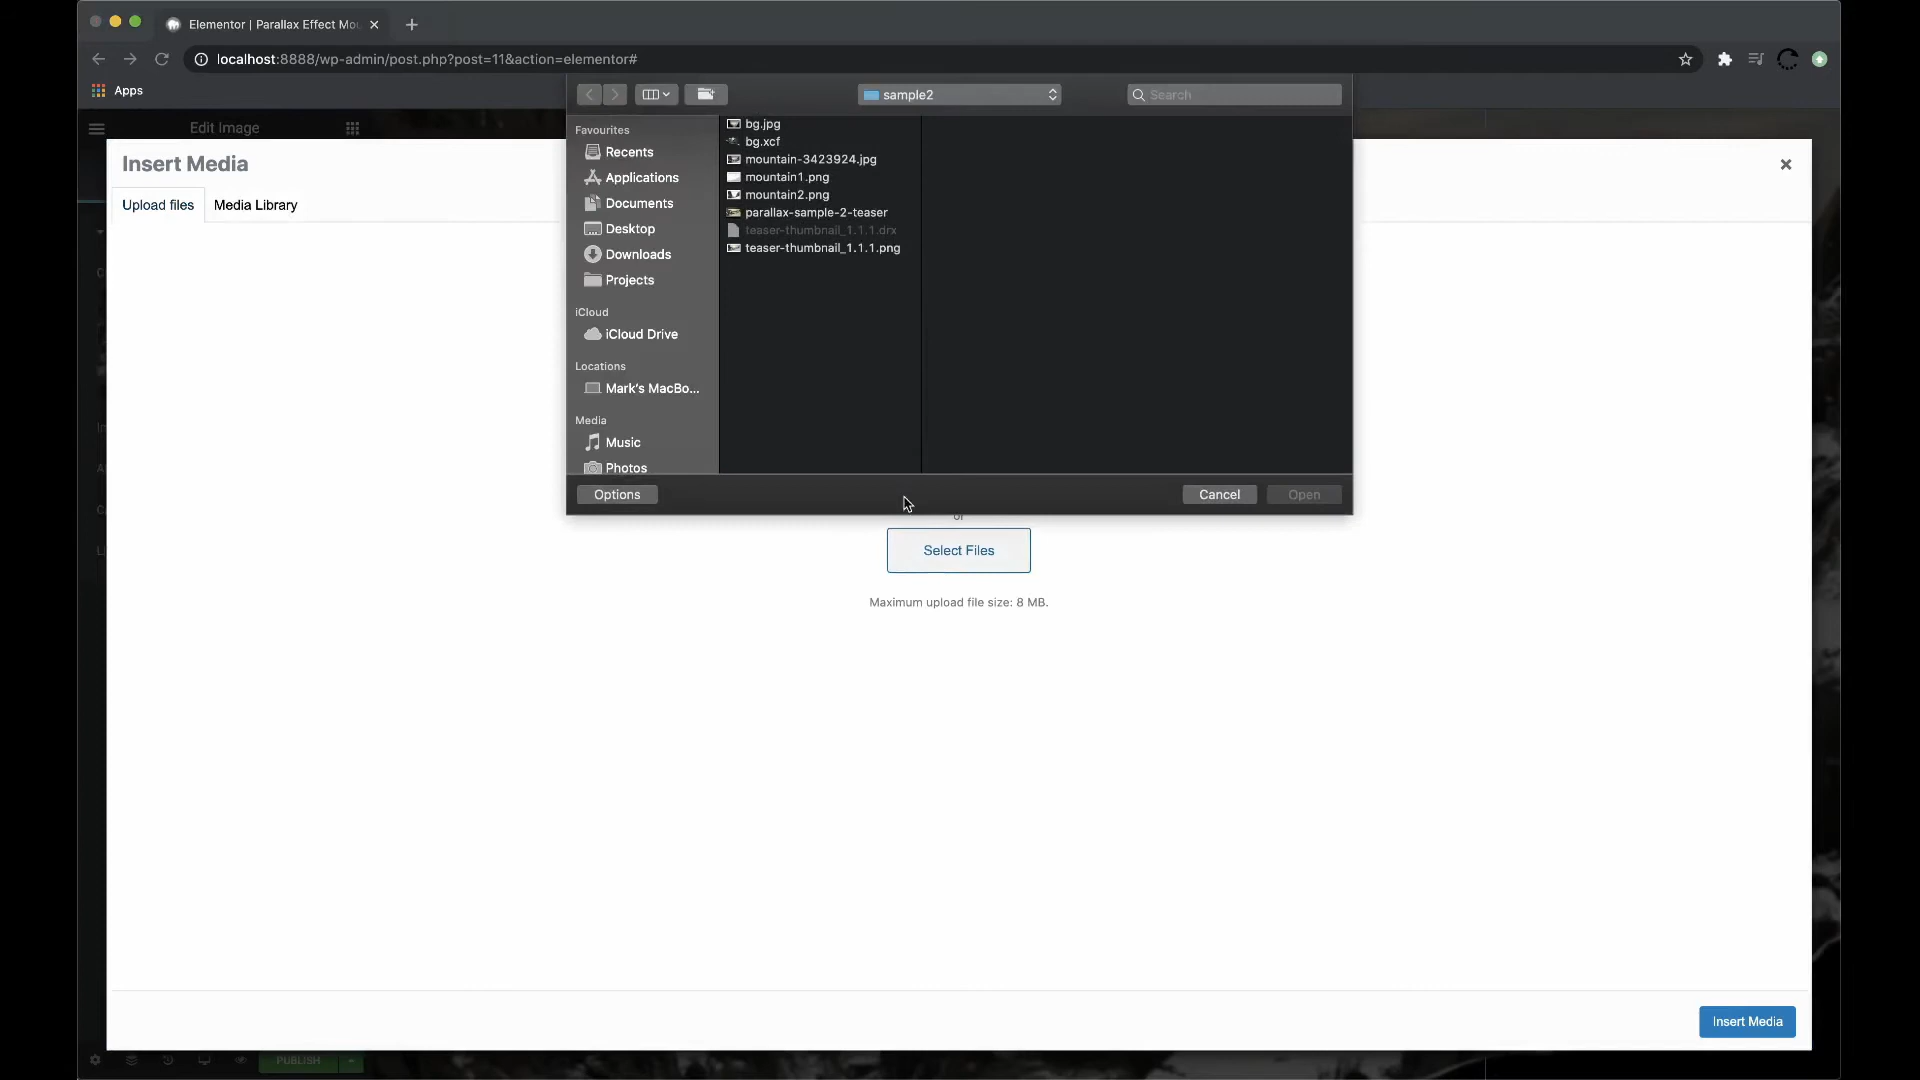 Elementor | Parallax Effect Mou
localhost:8888/wp-admin/post.php?post=11&action=elementor#
Apps
sample2
Search
Edit Image
Insert Media
Upload files
Media Library
Favourites
Recents
Applications
Documents
Desktop
Downloads
Projects
iCloud
iCloud Drive
Locations
Mark's MacBo...
Media
Music
Photos
bg.jpg
bg.xcf
mountain-3423924.jpg
mountain1.png
mountain2.png
parallax-sample-2-teaser
teaser-thumbnail_1.1.1.drx
teaser-thumbnail_1.1.1.png
Options
Cancel
Open
or
Select Files
Maximum upload file size: 8 MB.
Insert Media
PUBLISH